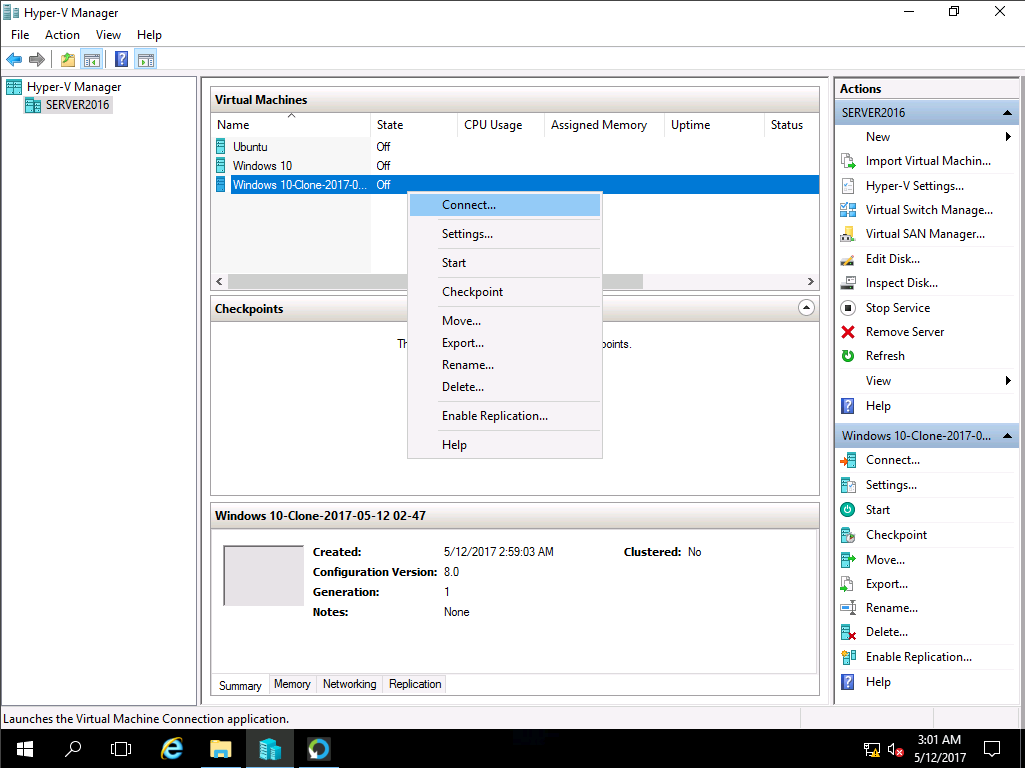 Hyper-V Manager
File Action View Help
Hyper-V Manager
SERVER2016
Virtual Machines
Name State CPU Usage Assigned Memory Uptime Status
Ubuntu Off
Windows 10 Off
Windows 10-Clone-2017-0... Off
Connect...
Settings...
Start
Checkpoint
Move...
Export...
Rename...
Delete...
Enable Replication...
Help
Checkpoints
Th
points.
Windows 10-Clone-2017-05-12 02-47
Created: 5/12/2017 2:59:03 AM Clustered: No
Configuration Version: 8.0
Generation: 1
Notes: None
Summary Memory Networking Replication
Actions
SERVER2016
New
Import Virtual Machin...
Hyper-V Settings...
Virtual Switch Manage...
Virtual SAN Manager...
Edit Disk...
Inspect Disk...
Stop Service
Remove Server
Refresh
View
Help
Windows 10-Clone-2017-0...
Connect...
Settings...
Start
Checkpoint
Move...
Export...
Rename...
Delete...
Enable Replication...
Help
Launches the Virtual Machine Connection application.
3:01 AM
5/12/2017